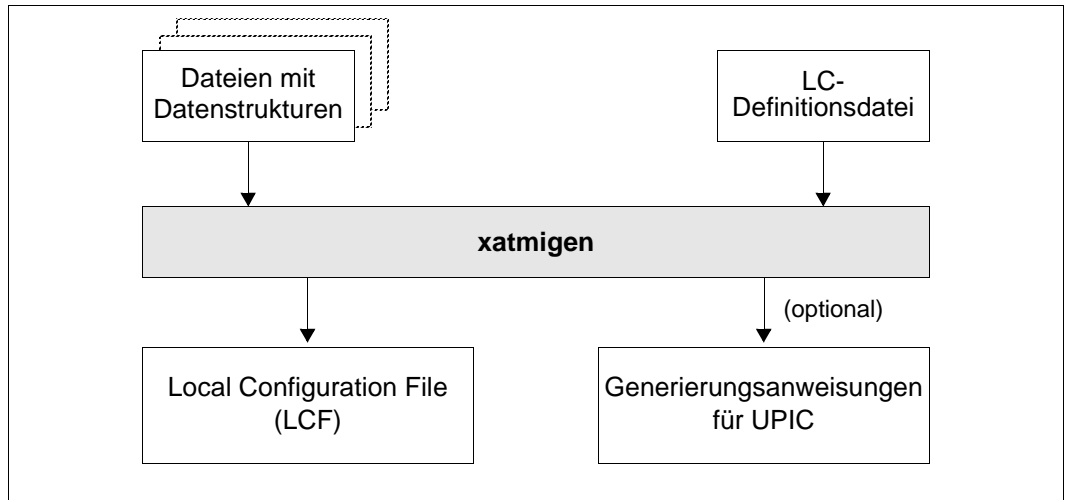 Dateien mit
Datenstrukturen
LC-
Definitionsdatei
xatmigen
(optional)
Local Configuration File
(LCF)
Generierungsanweisungen
für UPIC